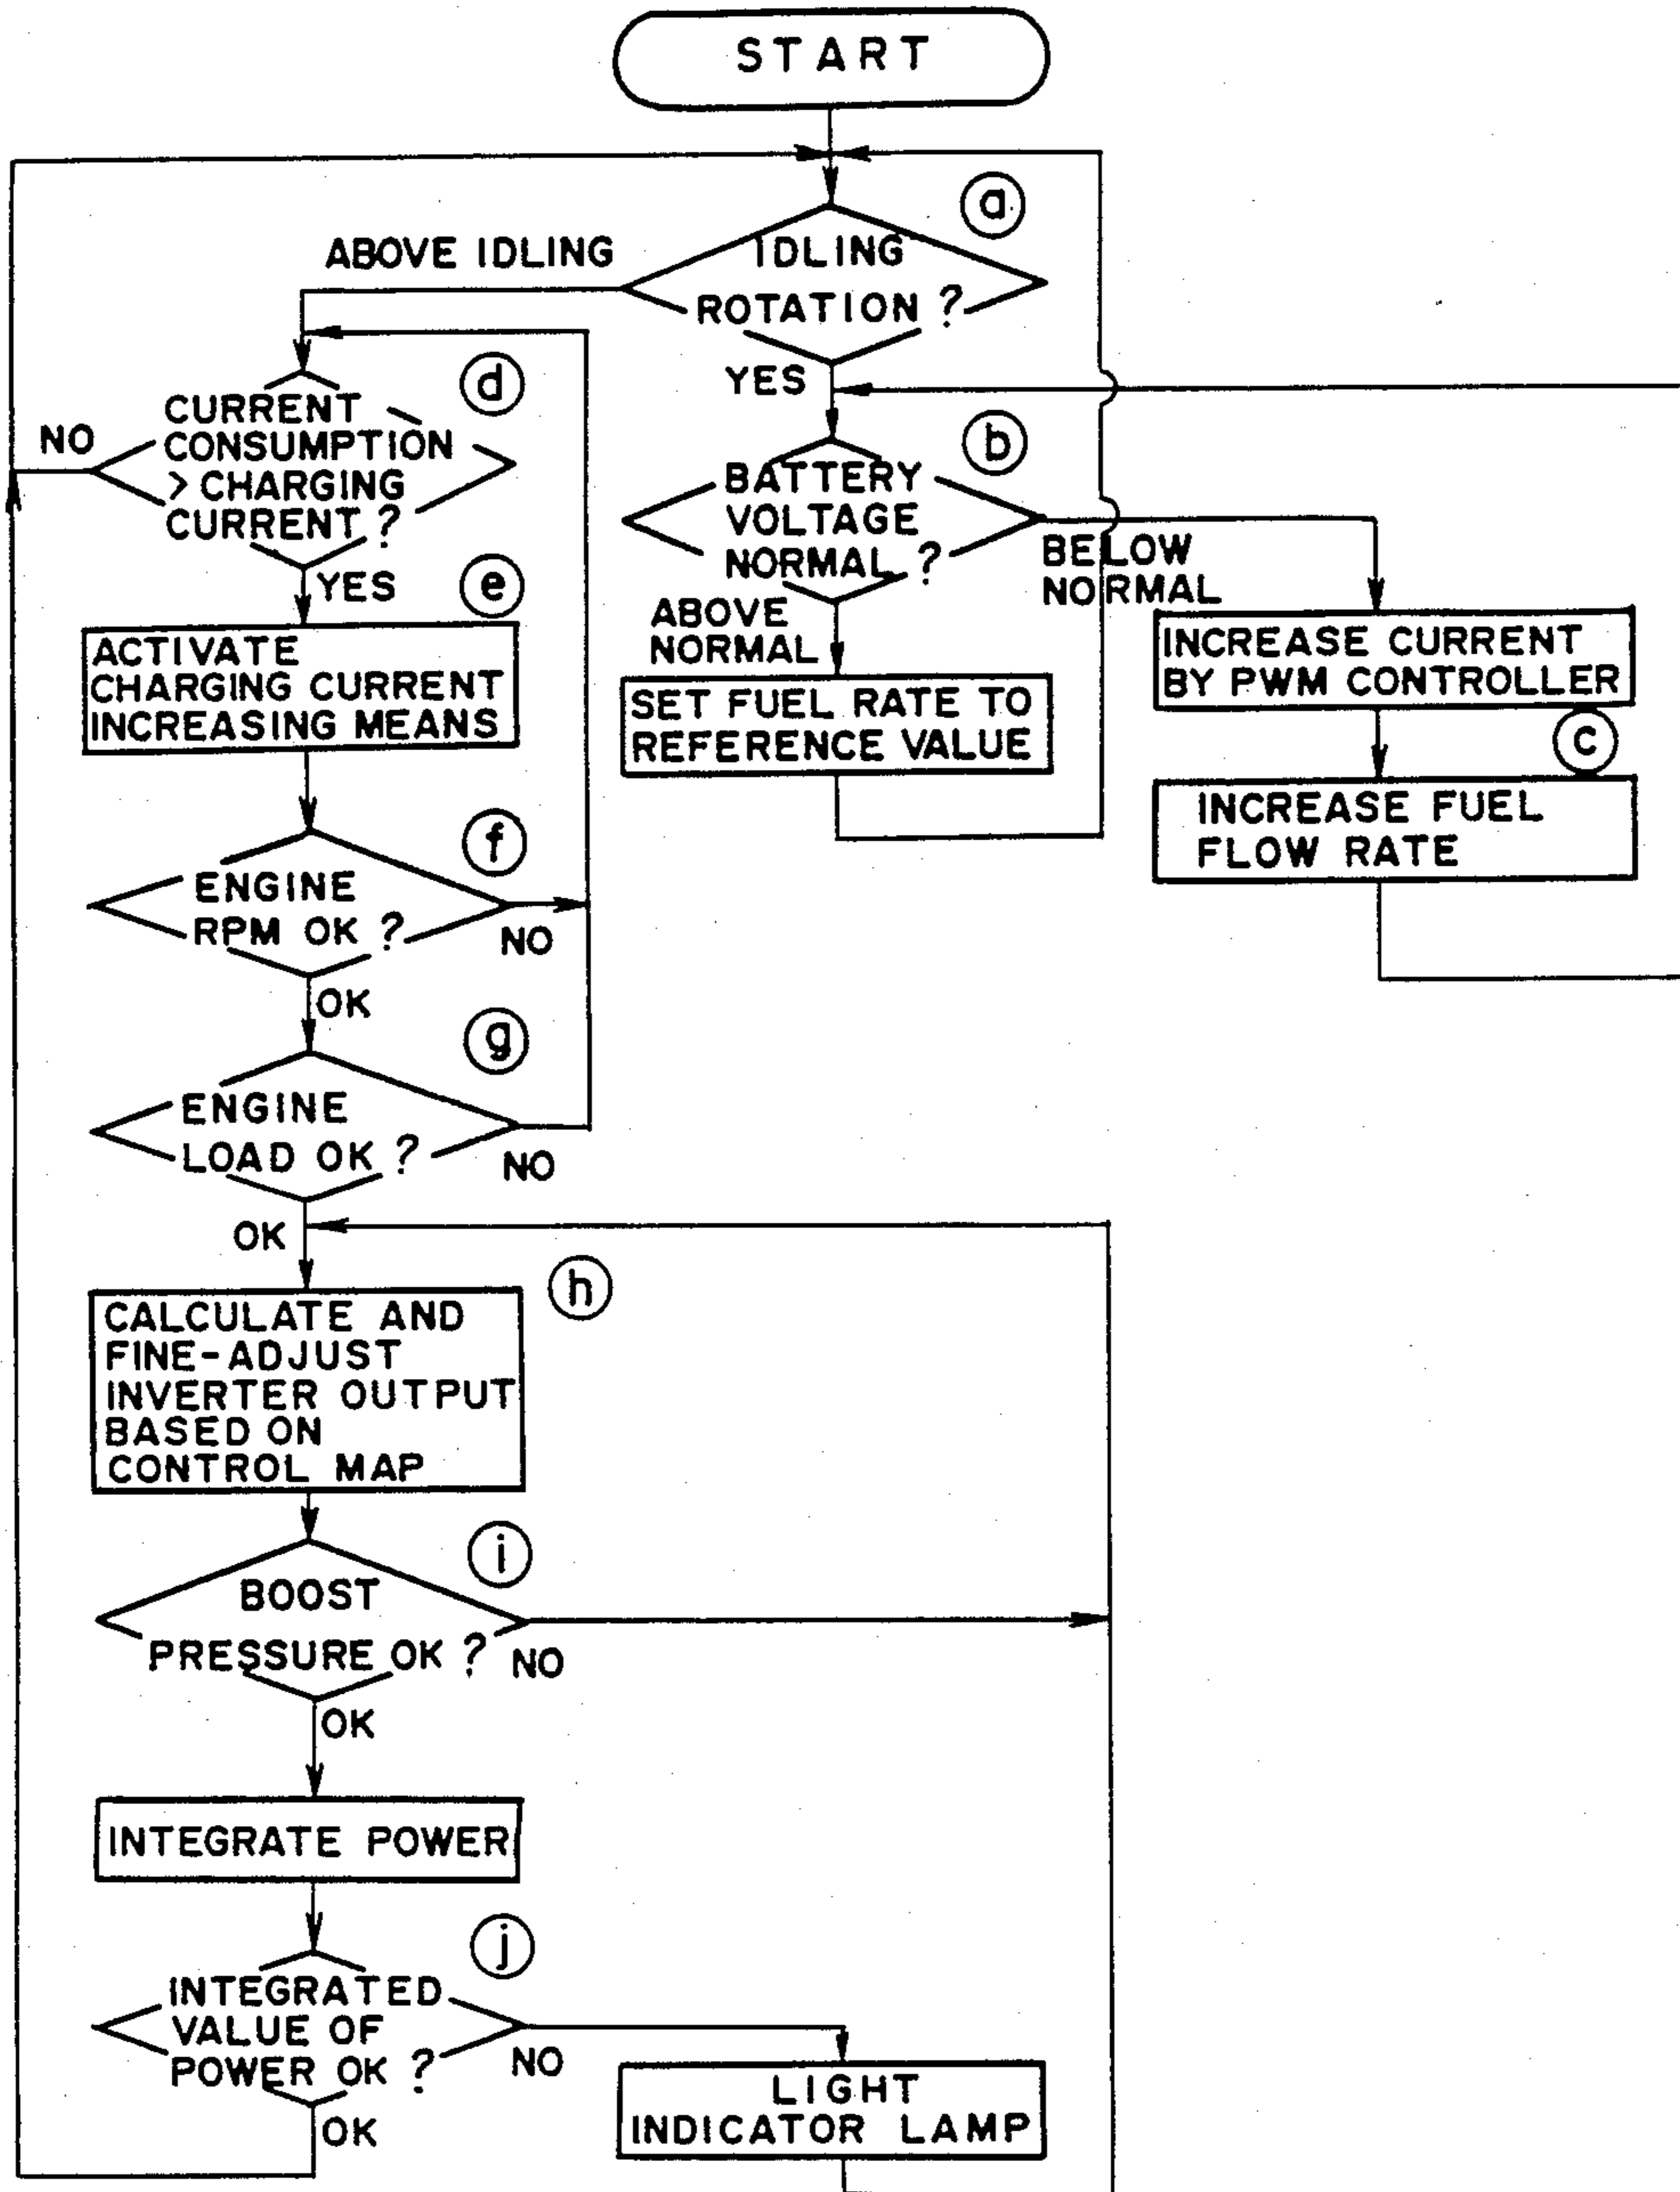 START
a
IDLING
ROTATION ?
ABOVE IDLING
YES
d
CURRENT
CONSUMPTION
> CHARGING
CURRENT ?
NO
YES
b
BATTERY
VOLTAGE
NORMAL ?
BELOW
NORMAL
ABOVE
NORMAL
e
ACTIVATE
CHARGING CURRENT
INCREASING MEANS
SET FUEL RATE TO
REFERENCE VALUE
INCREASE CURRENT
BY PWM CONTROLLER
c
INCREASE FUEL
FLOW RATE
f
ENGINE
RPM OK ?
NO
OK
g
ENGINE
LOAD OK ?
NO
OK
h
CALCULATE AND
FINE-ADJUST
INVERTER OUTPUT
BASED ON
CONTROL MAP
i
BOOST
PRESSURE OK ?
NO
OK
INTEGRATE POWER
j
INTEGRATED
VALUE OF
POWER OK ?
NO
OK
LIGHT
INDICATOR LAMP